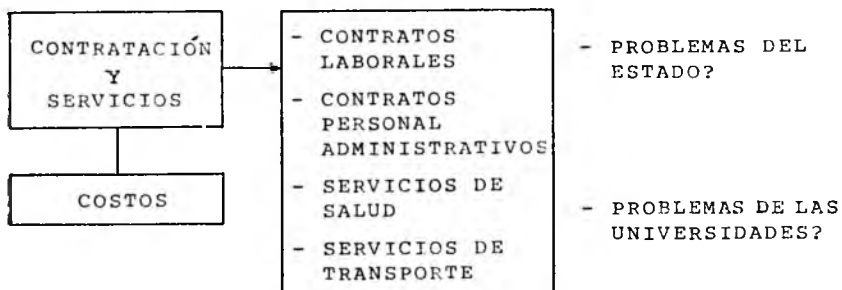 CONTRATACIÓN
Y
SERVICIOS
COSTOS
- CONTRATOS
LABORALES
- CONTRATOS
PERSONAL
ADMINISTRATIVOS
- SERVICIOS DE
SALUD
- SERVICIOS DE
TRANSPORTE
- PROBLEMAS DEL
ESTADO?
- PROBLEMAS DE LAS
UNIVERSIDADES?